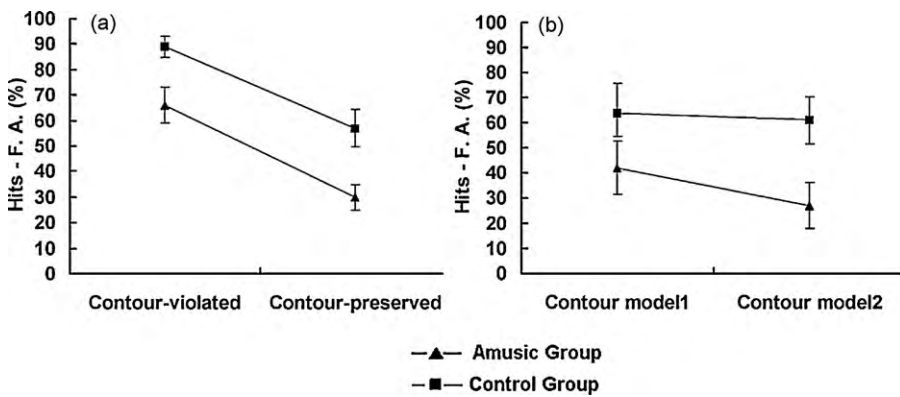 (a)
Hits - F. A. (%)
100
90
80
70
60
50
40
30
20
10
0
Contour-violated Contour-preserved
(b)
Hits - F. A. (%)
100
90
80
70
60
50
40
30
20
10
0
Contour model1 Contour model2
Amusic Group
Control Group